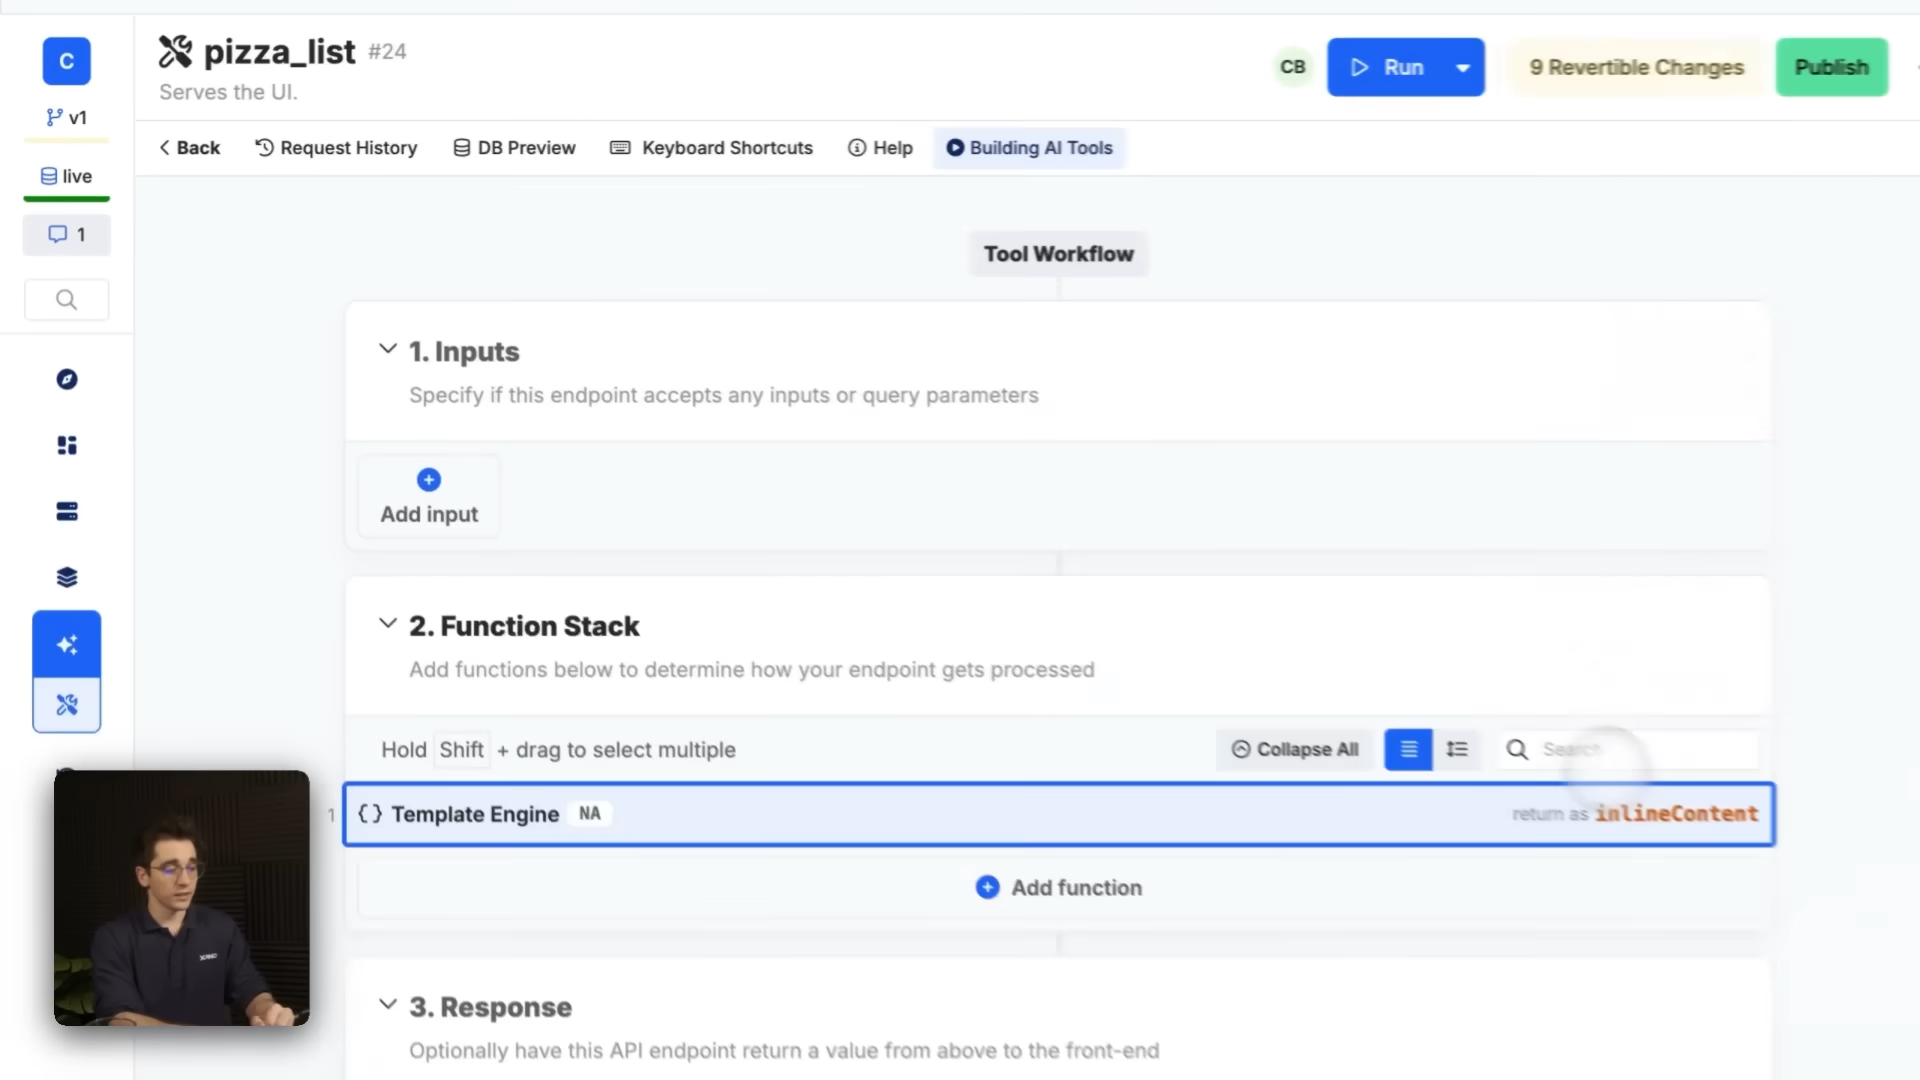 C
v1
live
1
pizza_list #24
Serves the UI.
CB
Run
9 Revertible Changes
Publish
Back
Request History
DB Preview
Keyboard Shortcuts
Help
Building AI Tools
Tool Workflow
1. Inputs
Specify if this endpoint accepts any inputs or query parameters
Add input
2. Function Stack
Add functions below to determine how your endpoint gets processed
Hold Shift + drag to select multiple
Collapse All
Search
1
{} Template Engine NA
return as inlineContent
Add function
3. Response
Optionally have this API endpoint return a value from above to the front-end
XANO